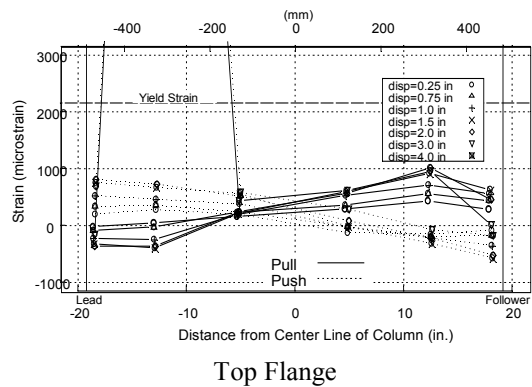 (mm)
-400 -200 0 200 400
3000
2000
1000
0
-1000
Strain (microstrain)
Yield Strain
disp=0.25 in
disp=0.75 in
disp=1.0 in
disp=1.5 in
disp=2.0 in
disp=3.0 in
disp=4.0 in
Pull
Push
Lead
Follower
-20 -10 0 10 20
Distance from Center Line of Column (in.)
Top Flange